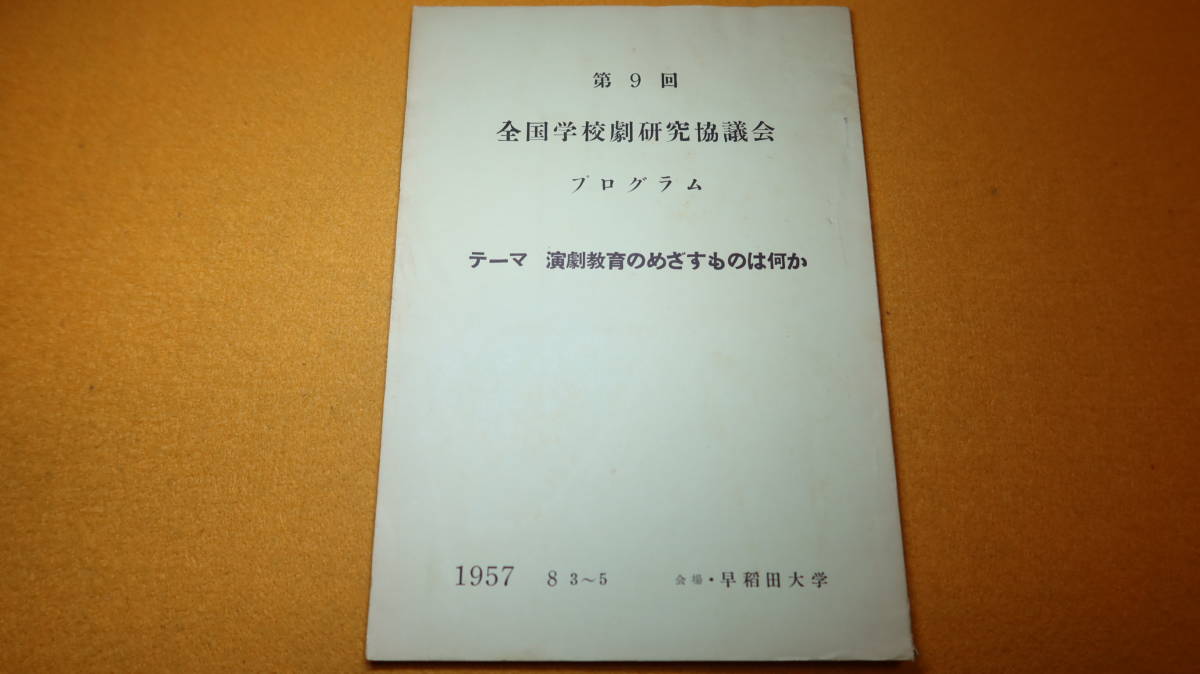 第9回
全国学校劇研究協議会
プログラム
テーマ 演劇教育のめざすものは何か
1957 8 3~5 会場・早稲田大学